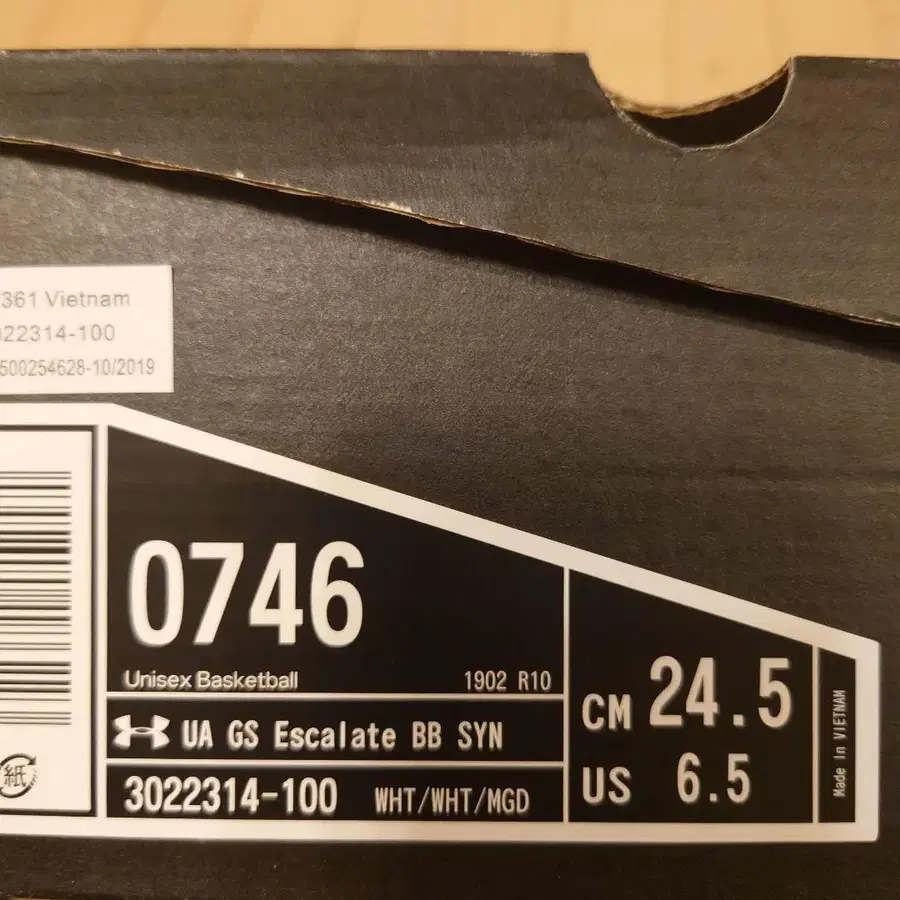 361 Vietnam
022314-100
500254628-10/2019
0746
Unisex Basketball 1902 R10
UA GS Escalate BB SYN
3022314-100 WHT/WHT/MGD
CM 24.5
US 6.5
Made In VIETNAM
紙